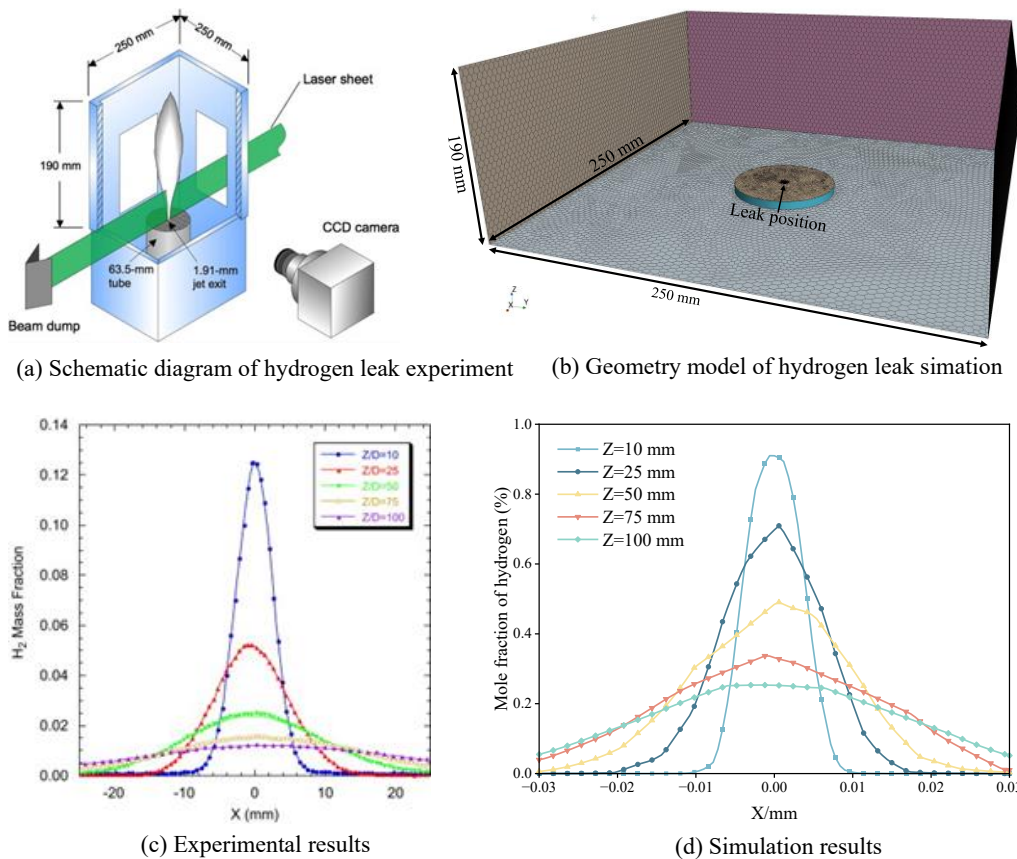 250 mm
250 mm
Laser sheet
190 mm
CCD camera
63.5-mm
tube
1.91-mm
jet exit
Beam dump
(a) Schematic diagram of hydrogen leak experiment
190 mm
250 mm
Leak position
250 mm
Z
X
Y
(b) Geometry model of hydrogen leak simation
0.14
0.12
0.10
0.08
0.06
0.04
0.02
0.00
H2 Mass Fraction
Z/D=10
Z/D=25
Z/D=50
Z/D=75
Z/D=100
-20
-10
0
10
20
X (mm)
(c) Experimental results
1.0
0.8
0.6
0.4
0.2
0.0
Mole fraction of hydrogen (%)
Z=10 mm
Z=25 mm
Z=50 mm
Z=75 mm
Z=100 mm
−0.03
−0.02
−0.01
0.00
0.01
0.02
0.03
X/mm
(d) Simulation results